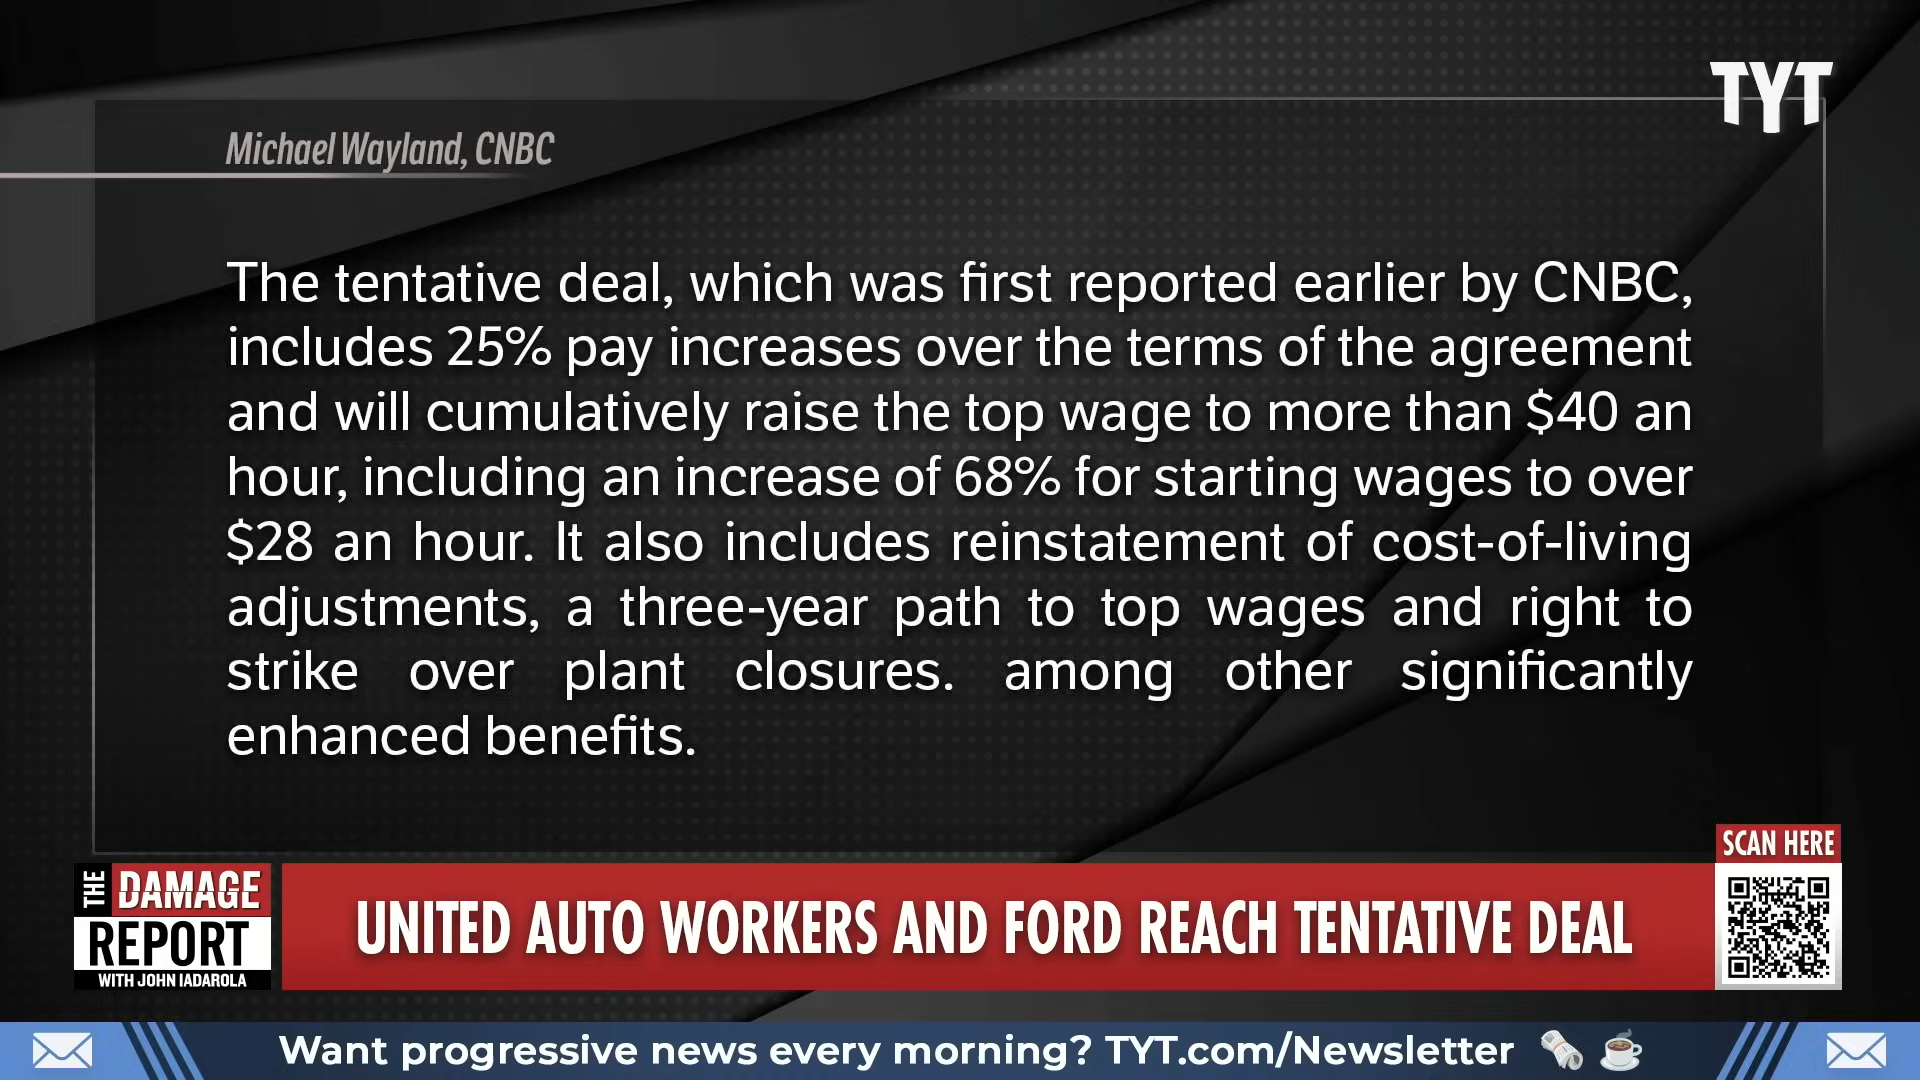 TYT
Michael Wayland, CNBC
The tentative deal, which was first reported earlier by CNBC,
includes 25% pay increases over the terms of the agreement
and will cumulatively raise the top wage to more than $40 an
hour, including an increase of 68% for starting wages to over
$28 an hour. It also includes reinstatement of cost-of-living
adjustments, a three-year path to top wages and right to
strike over plant closures. among other significantly
enhanced benefits.
SCAN HERE
THE DAMAGE
REPORT
WITH JOHN IADAROLA
UNITED AUTO WORKERS AND FORD REACH TENTATIVE DEAL
Want progressive news every morning? TYT.com/Newsletter